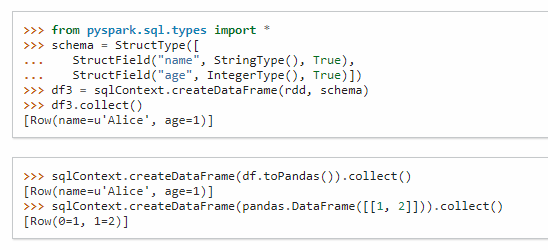 >>> from pyspark.sql.types import *
>>> schema = StructType([
...    StructField("name", StringType(), True),
...    StructField("age", IntegerType(), True)])
>>> df3 = sqlContext.createDataFrame(rdd, schema)
>>> df3.collect()
[Row(name=u'Alice', age=1)]
>>> sqlContext.createDataFrame(df.toPandas()).collect()
[Row(name=u'Alice', age=1)]
>>> sqlContext.createDataFrame(pandas.DataFrame([[1, 2]])).collect()
[Row(0=1, 1=2)]